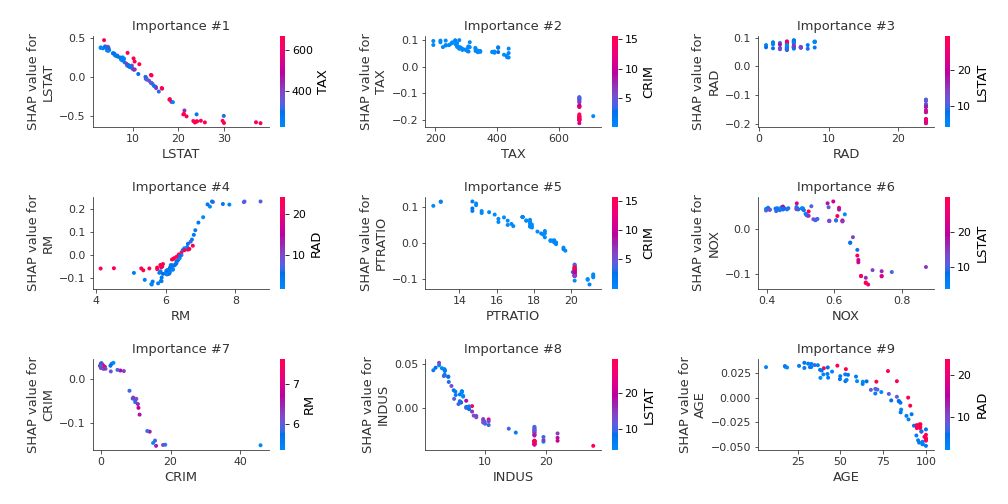 Importance #1
SHAP value for
LSTAT
0.5
0.0
−0.5
10
20
30
LSTAT
600
400
TAX
Importance #2
SHAP value for
TAX
0.1
0.0
−0.1
−0.2
200
400
600
TAX
15
10
5
CRIM
Importance #3
SHAP value for
RAD
0.1
0.0
−0.1
−0.2
0
10
20
RAD
20
10
LSTAT
Importance #4
SHAP value for
RM
0.2
0.1
0.0
−0.1
4
6
8
RM
20
10
RAD
Importance #5
SHAP value for
PTRATIO
0.1
0.0
−0.1
14
16
18
20
PTRATIO
15
10
5
CRIM
Importance #6
SHAP value for
NOX
0.0
−0.1
0.4
0.6
0.8
NOX
20
10
LSTAT
Importance #7
SHAP value for
CRIM
0.0
−0.1
0
20
40
CRIM
7
6
RM
Importance #8
SHAP value for
INDUS
0.05
0.00
10
20
INDUS
20
10
LSTAT
Importance #9
SHAP value for
AGE
0.025
0.000
−0.025
−0.050
25
50
75
100
AGE
20
10
RAD